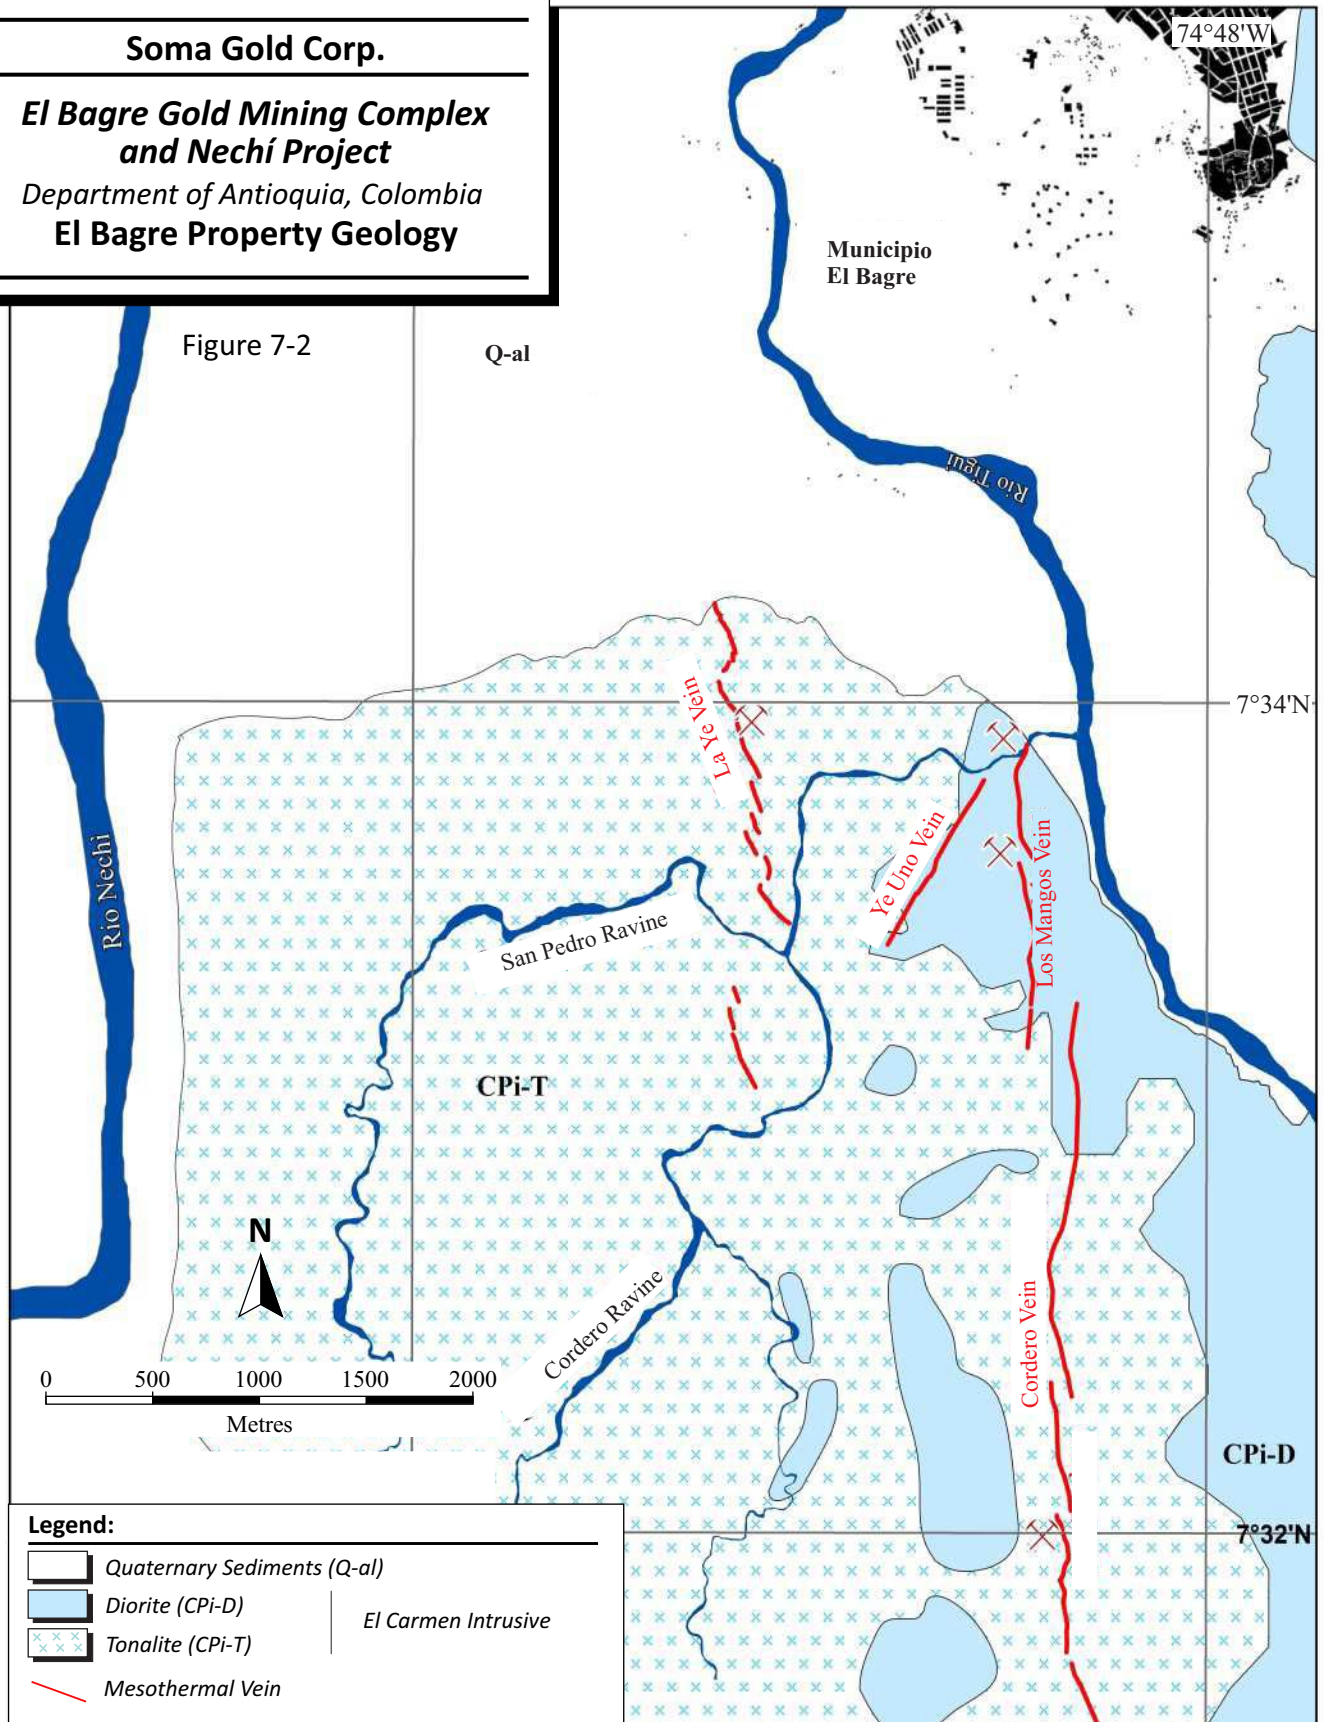 Soma Gold Corp.
El Bagre Gold Mining Complex
and Nechí Project
Department of Antioquia, Colombia
El Bagre Property Geology
Figure 7-2
74°48'W
Municipio
El Bagre
Q-al
Rio Tigui
7°34'N
La Ye Vein
Ye Uno Vein
Los Mangos Vein
Rio Nechì
San Pedro Ravine
CPi-T
N
Cordero Ravine
Cordero Vein
0 500 1000 1500 2000
Metres
CPi-D
7°32'N
Legend:
Quaternary Sediments (Q-al)
Diorite (CPi-D)
El Carmen Intrusive
Tonalite (CPi-T)
Mesothermal Vein